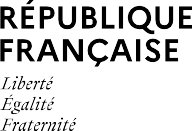 RÉPUBLIQUE
FRANÇAISE
Liberté
Égalité
Fraternité